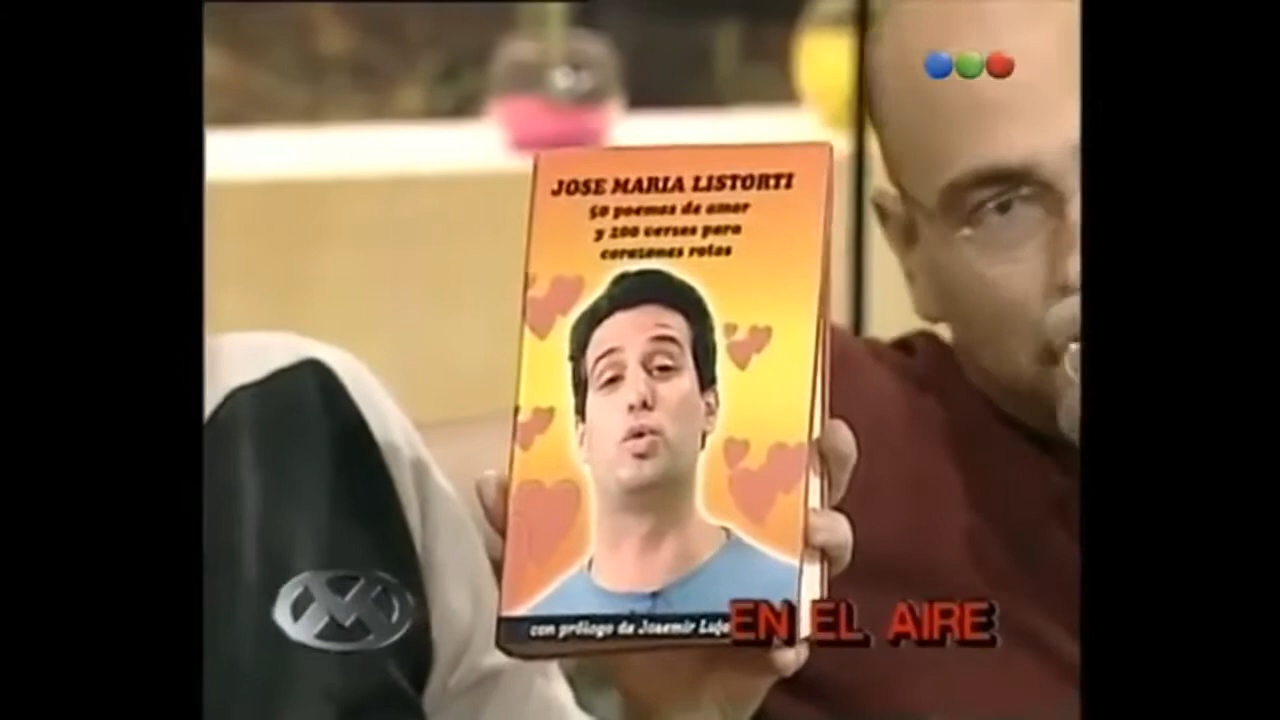 JOSE MARIA LISTORTI
50 poemas de amor
y 200 versos para
corazones rotos
con prólogo de Josemir Lujo
EN EL AIRE